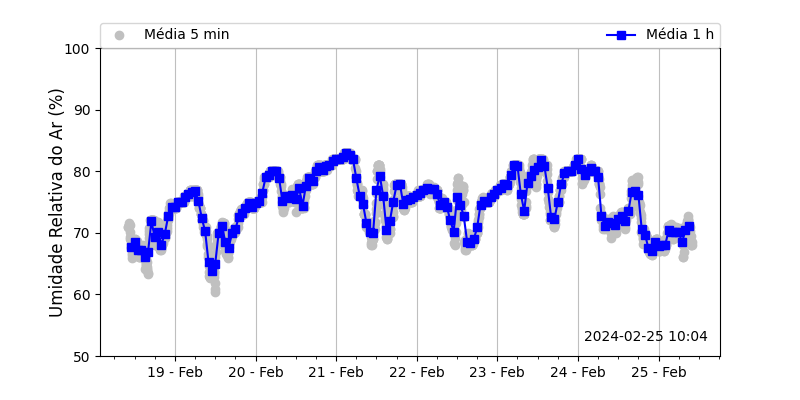 Média 5 min
Média 1 h
Umidade Relativa do Ar (%)
100
90
80
70
60
50
2024-02-25 10:04
19 - Feb
20 - Feb
21 - Feb
22 - Feb
23 - Feb
24 - Feb
25 - Feb